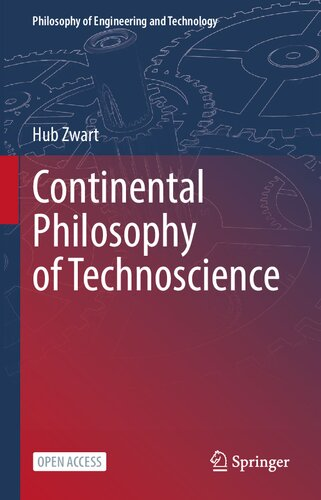 Philosophy of Engineering and Technology
Hub Zwart
Continental
Philosophy
of Technoscience
OPEN ACCESS
Springer